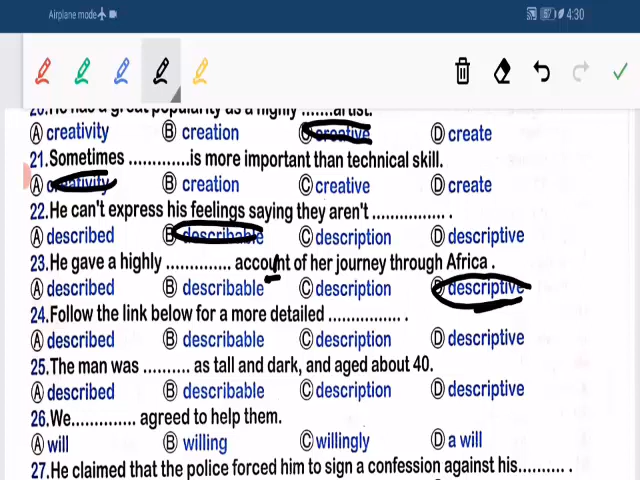 Airplane mode 57 4:30
20.He had a great popularity as a highly .......artist.
A creativity B creation C creative D create
21.Sometimes .............is more important than technical skill.
A creativity B creation C creative D create
22.He can't express his feelings saying they aren't ................ .
A described B describable C description D descriptive
23.He gave a highly .............. account of her journey through Africa .
A described B describable C description D descriptive
24.Follow the link below for a more detailed ................ .
A described B describable C description D descriptive
25.The man was .......... as tall and dark, and aged about 40.
A described B describable C description D descriptive
26.We.............. agreed to help them.
A will B willing C willingly D a will
27.He claimed that the police forced him to sign a confession against his.......... .